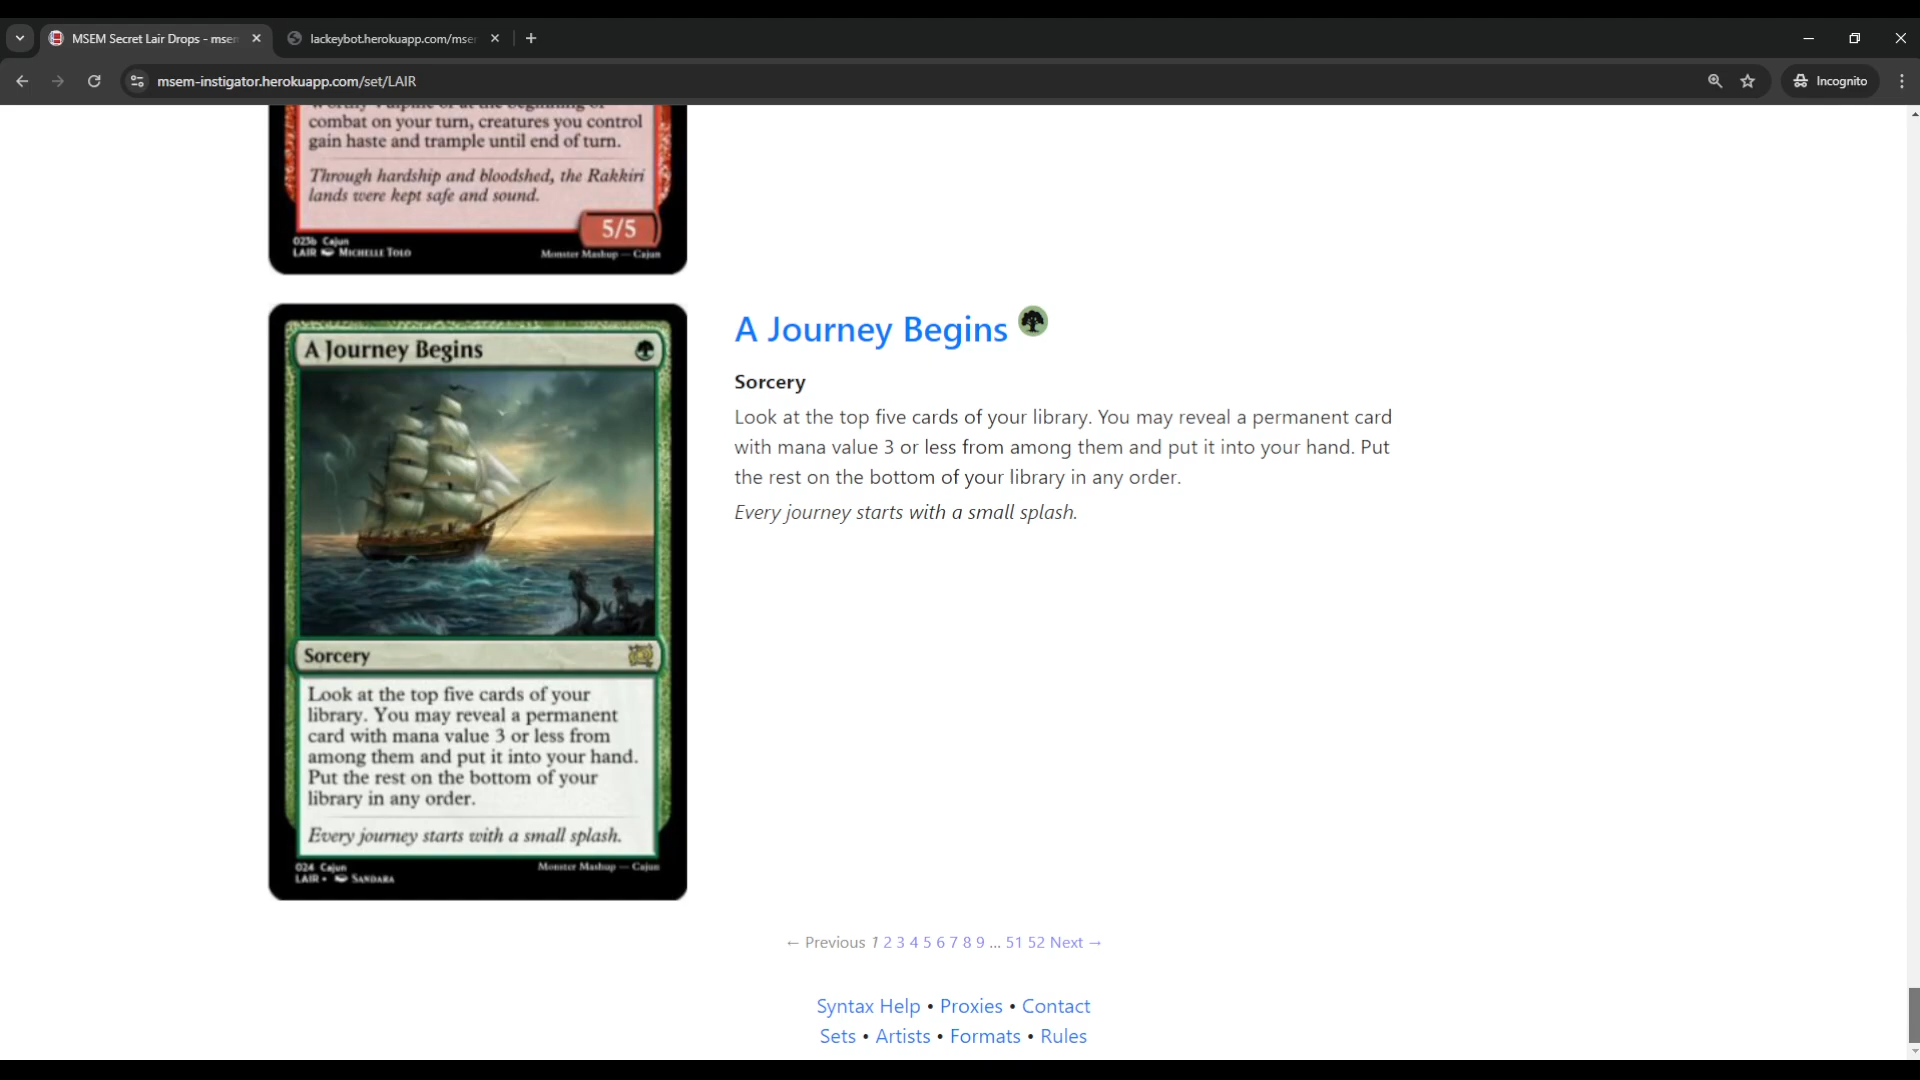 MSEM Secret Lair Drops - msem
lackeybot.herokuapp.com/mse
msem-instigator.herokuapp.com/set/LAIR
Incognito
combat on your turn, creatures you control
gain haste and trample until end of turn.
Through hardship and bloodshed, the Rakkiri
lands were kept safe and sound.
5/5
023b Cajun
LAIR Michelle Tolo
Monster Mashup — Cajun
A Journey Begins
A Journey Begins
Sorcery
Look at the top five cards of your library. You may reveal a permanent card
with mana value 3 or less from among them and put it into your hand. Put
the rest on the bottom of your library in any order.
Every journey starts with a small splash.
Sorcery
Look at the top five cards of your
library. You may reveal a permanent
card with mana value 3 or less from
among them and put it into your hand.
Put the rest on the bottom of your
library in any order.
Every journey starts with a small splash.
024 Cajun
LAIR • Sandara
Monster Mashup — Cajun
← Previous 1 2 3 4 5 6 7 8 9 ... 51 52 Next →
Syntax Help • Proxies • Contact
Sets • Artists • Formats • Rules